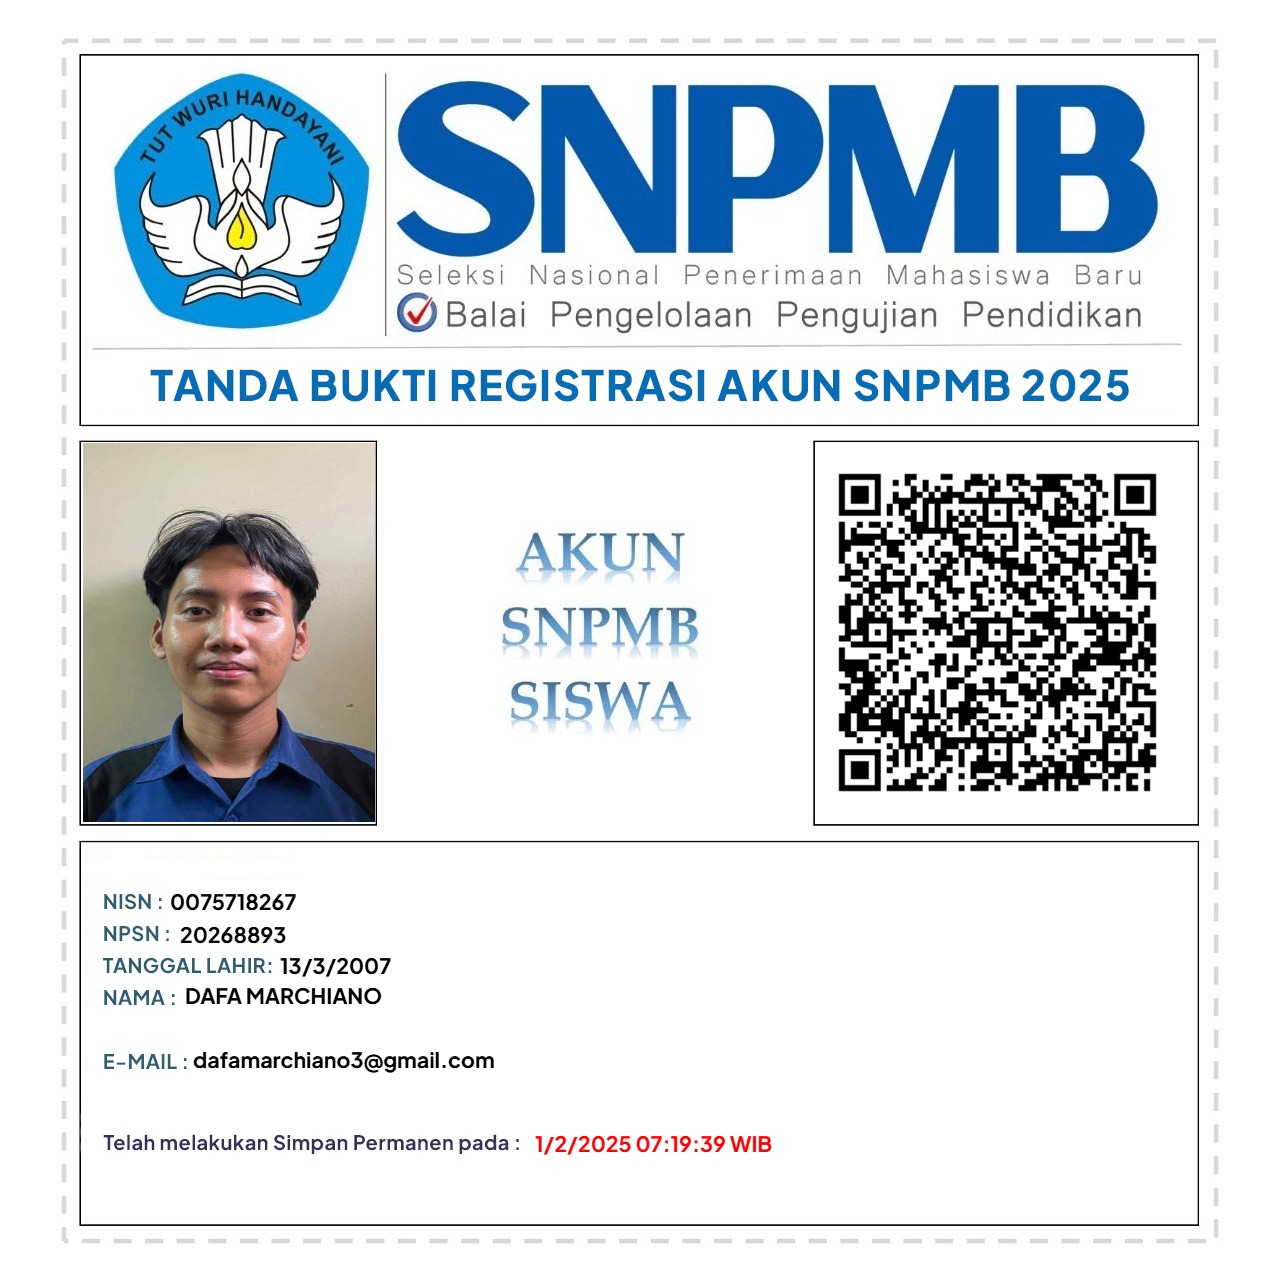 TUT WURI HANDAYANI
SNPMB
Seleksi Nasional Penerimaan Mahasiswa Baru
Balai Pengelolaan Pengujian Pendidikan
TANDA BUKTI REGISTRASI AKUN SNPMB 2025
AKUN
SNPMB
SISWA
NISN : 0075718267
NPSN : 20268893
TANGGAL LAHIR: 13/3/2007
NAMA : DAFA MARCHIANO
E-MAIL : dafamarchiano3@gmail.com
Telah melakukan Simpan Permanen pada : 1/2/2025 07:19:39 WIB